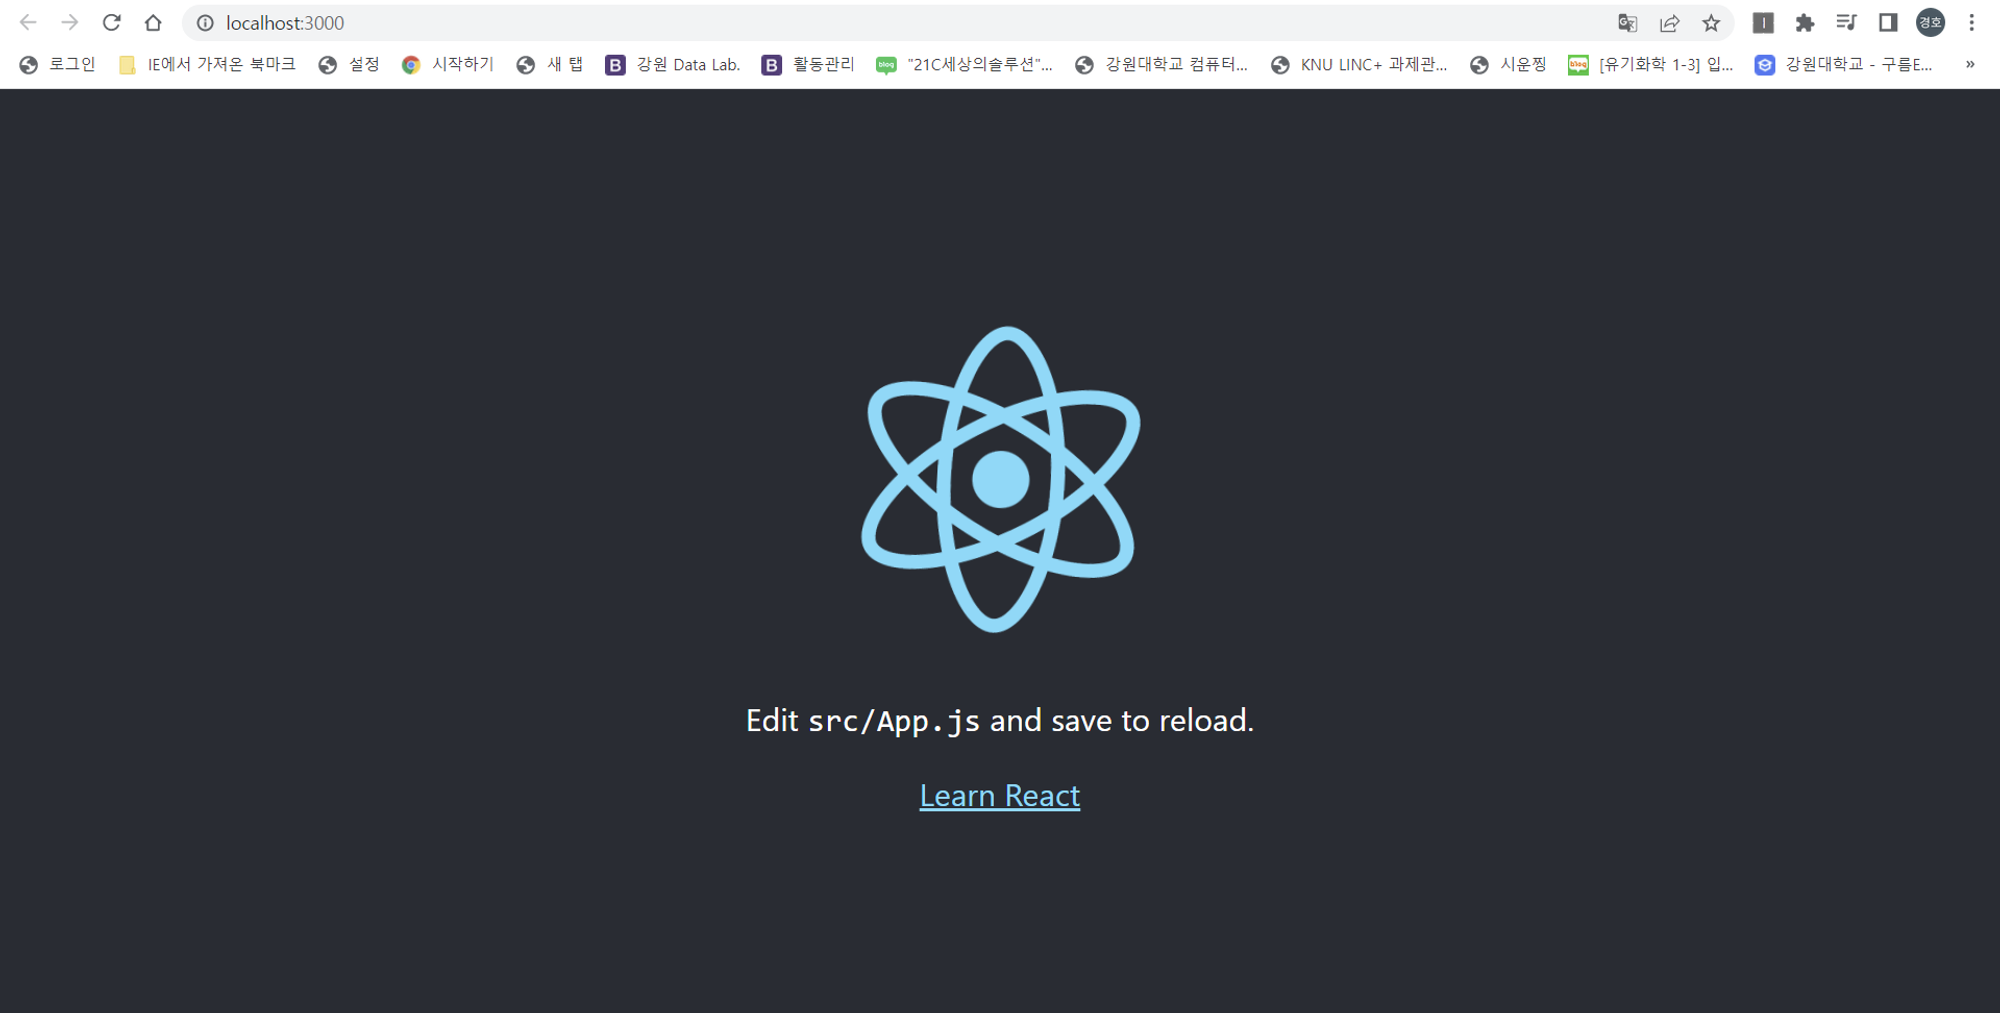 localhost:3000
경호
로그인 IE에서 가져온 북마크 설정 시작하기 새 탭 B 강원 Data Lab. B 활동관리 blog "21C세상의솔루션"... 강원대학교 컴퓨터... KNU LINC+ 과제관... 시운찡 blog [유기화학 1-3] 입... 강원대학교 - 구름E... »
Edit src/App.js and save to reload.
Learn React